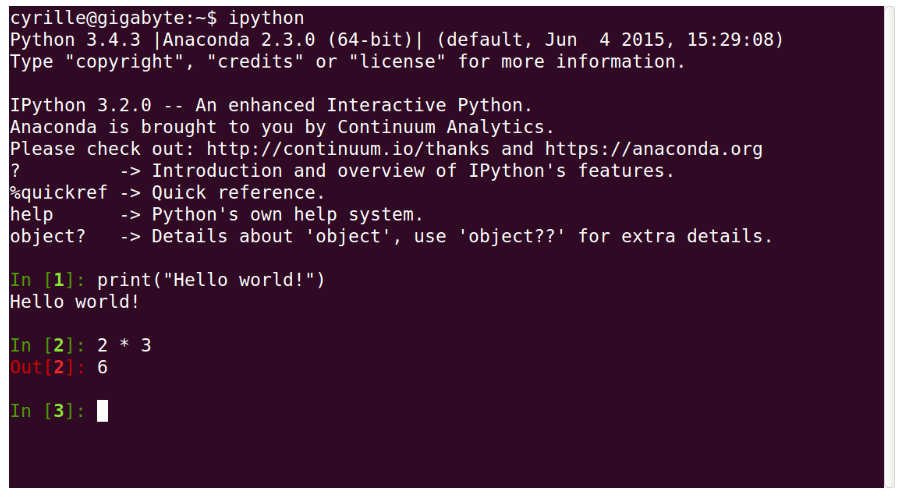 cyrille@gigabyte:~$ ipython
Python 3.4.3 |Anaconda 2.3.0 (64-bit)| (default, Jun  4 2015, 15:29:08)
Type "copyright", "credits" or "license" for more information.

IPython 3.2.0 -- An enhanced Interactive Python.
Anaconda is brought to you by Continuum Analytics.
Please check out: http://continuum.io/thanks and https://anaconda.org
?         -> Introduction and overview of IPython's features.
%quickref -> Quick reference.
help      -> Python's own help system.
object?   -> Details about 'object', use 'object??' for extra details.

In [1]: print("Hello world!")
Hello world!

In [2]: 2 * 3
Out[2]: 6

In [3]: